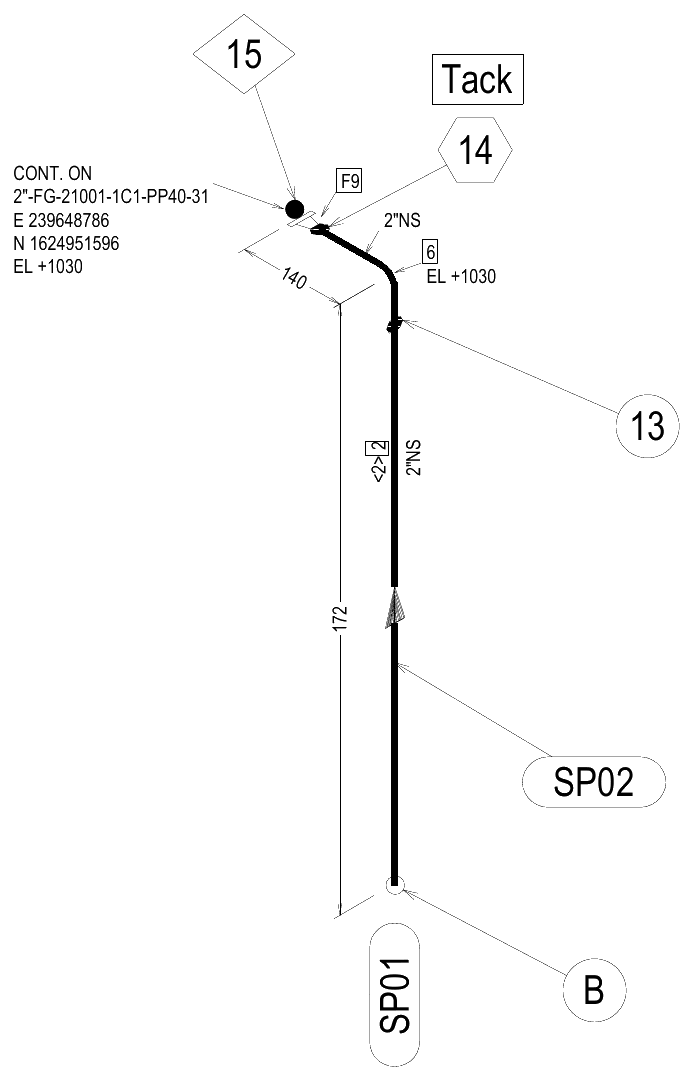 15
Tack
14
CONT. ON
2"-FG-21001-1C1-PP40-31
E 239648786
N 1624951596
EL +1030
F9
2"NS
6
EL +1030
140
13
<2> 2
2"NS
172
SP02
SP01
B